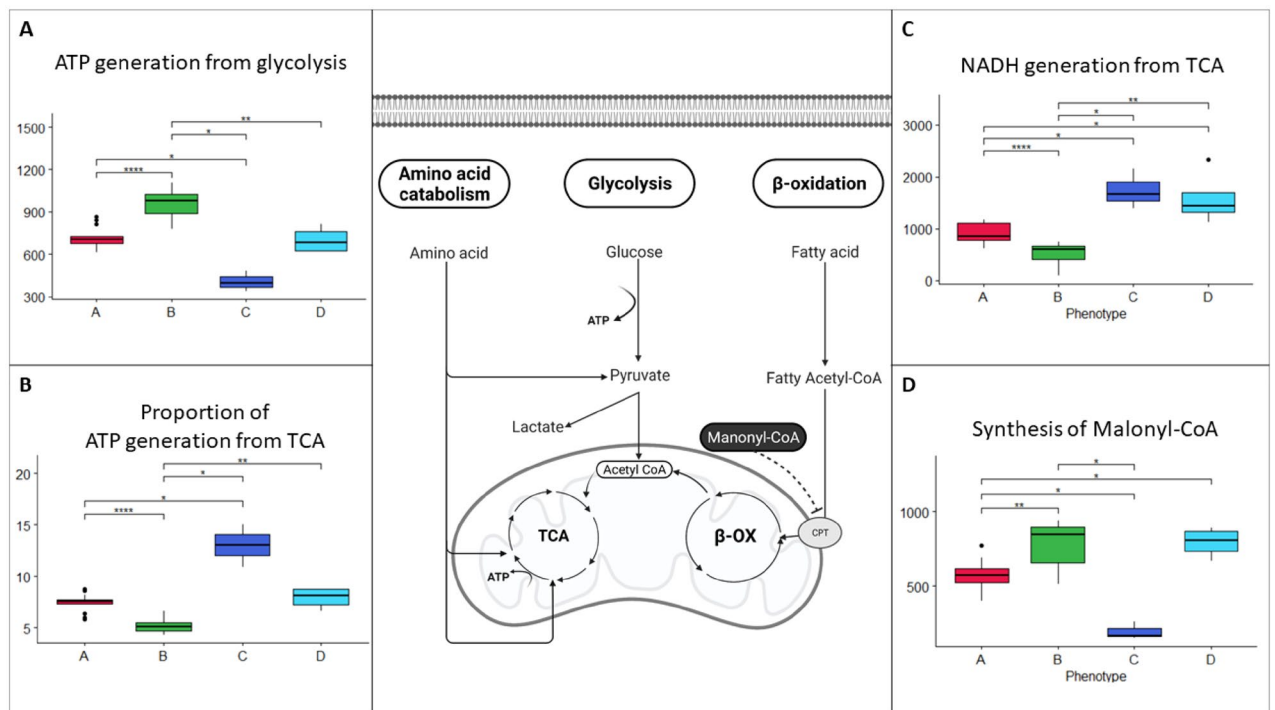 A
ATP generation from glycolysis
1500
1200
900
600
300
**
*
*
****
A B C D
B
Proportion of
ATP generation from TCA
20
15
10
5
**
*
*
****
A B C D
Amino acid
catabolism
Glycolysis
β-oxidation
Amino acid
Glucose
Fatty acid
ATP
Pyruvate
Fatty Acetyl-CoA
Lactate
Manonyl-CoA
Acetyl CoA
TCA
β-OX
CPT
ATP
C
NADH generation from TCA
3000
2000
1000
0
**
*
*
*
****
A B C D
Phenotype
D
Synthesis of Malonyl-CoA
1000
500
*
*
*
**
A B C D
Phenotype